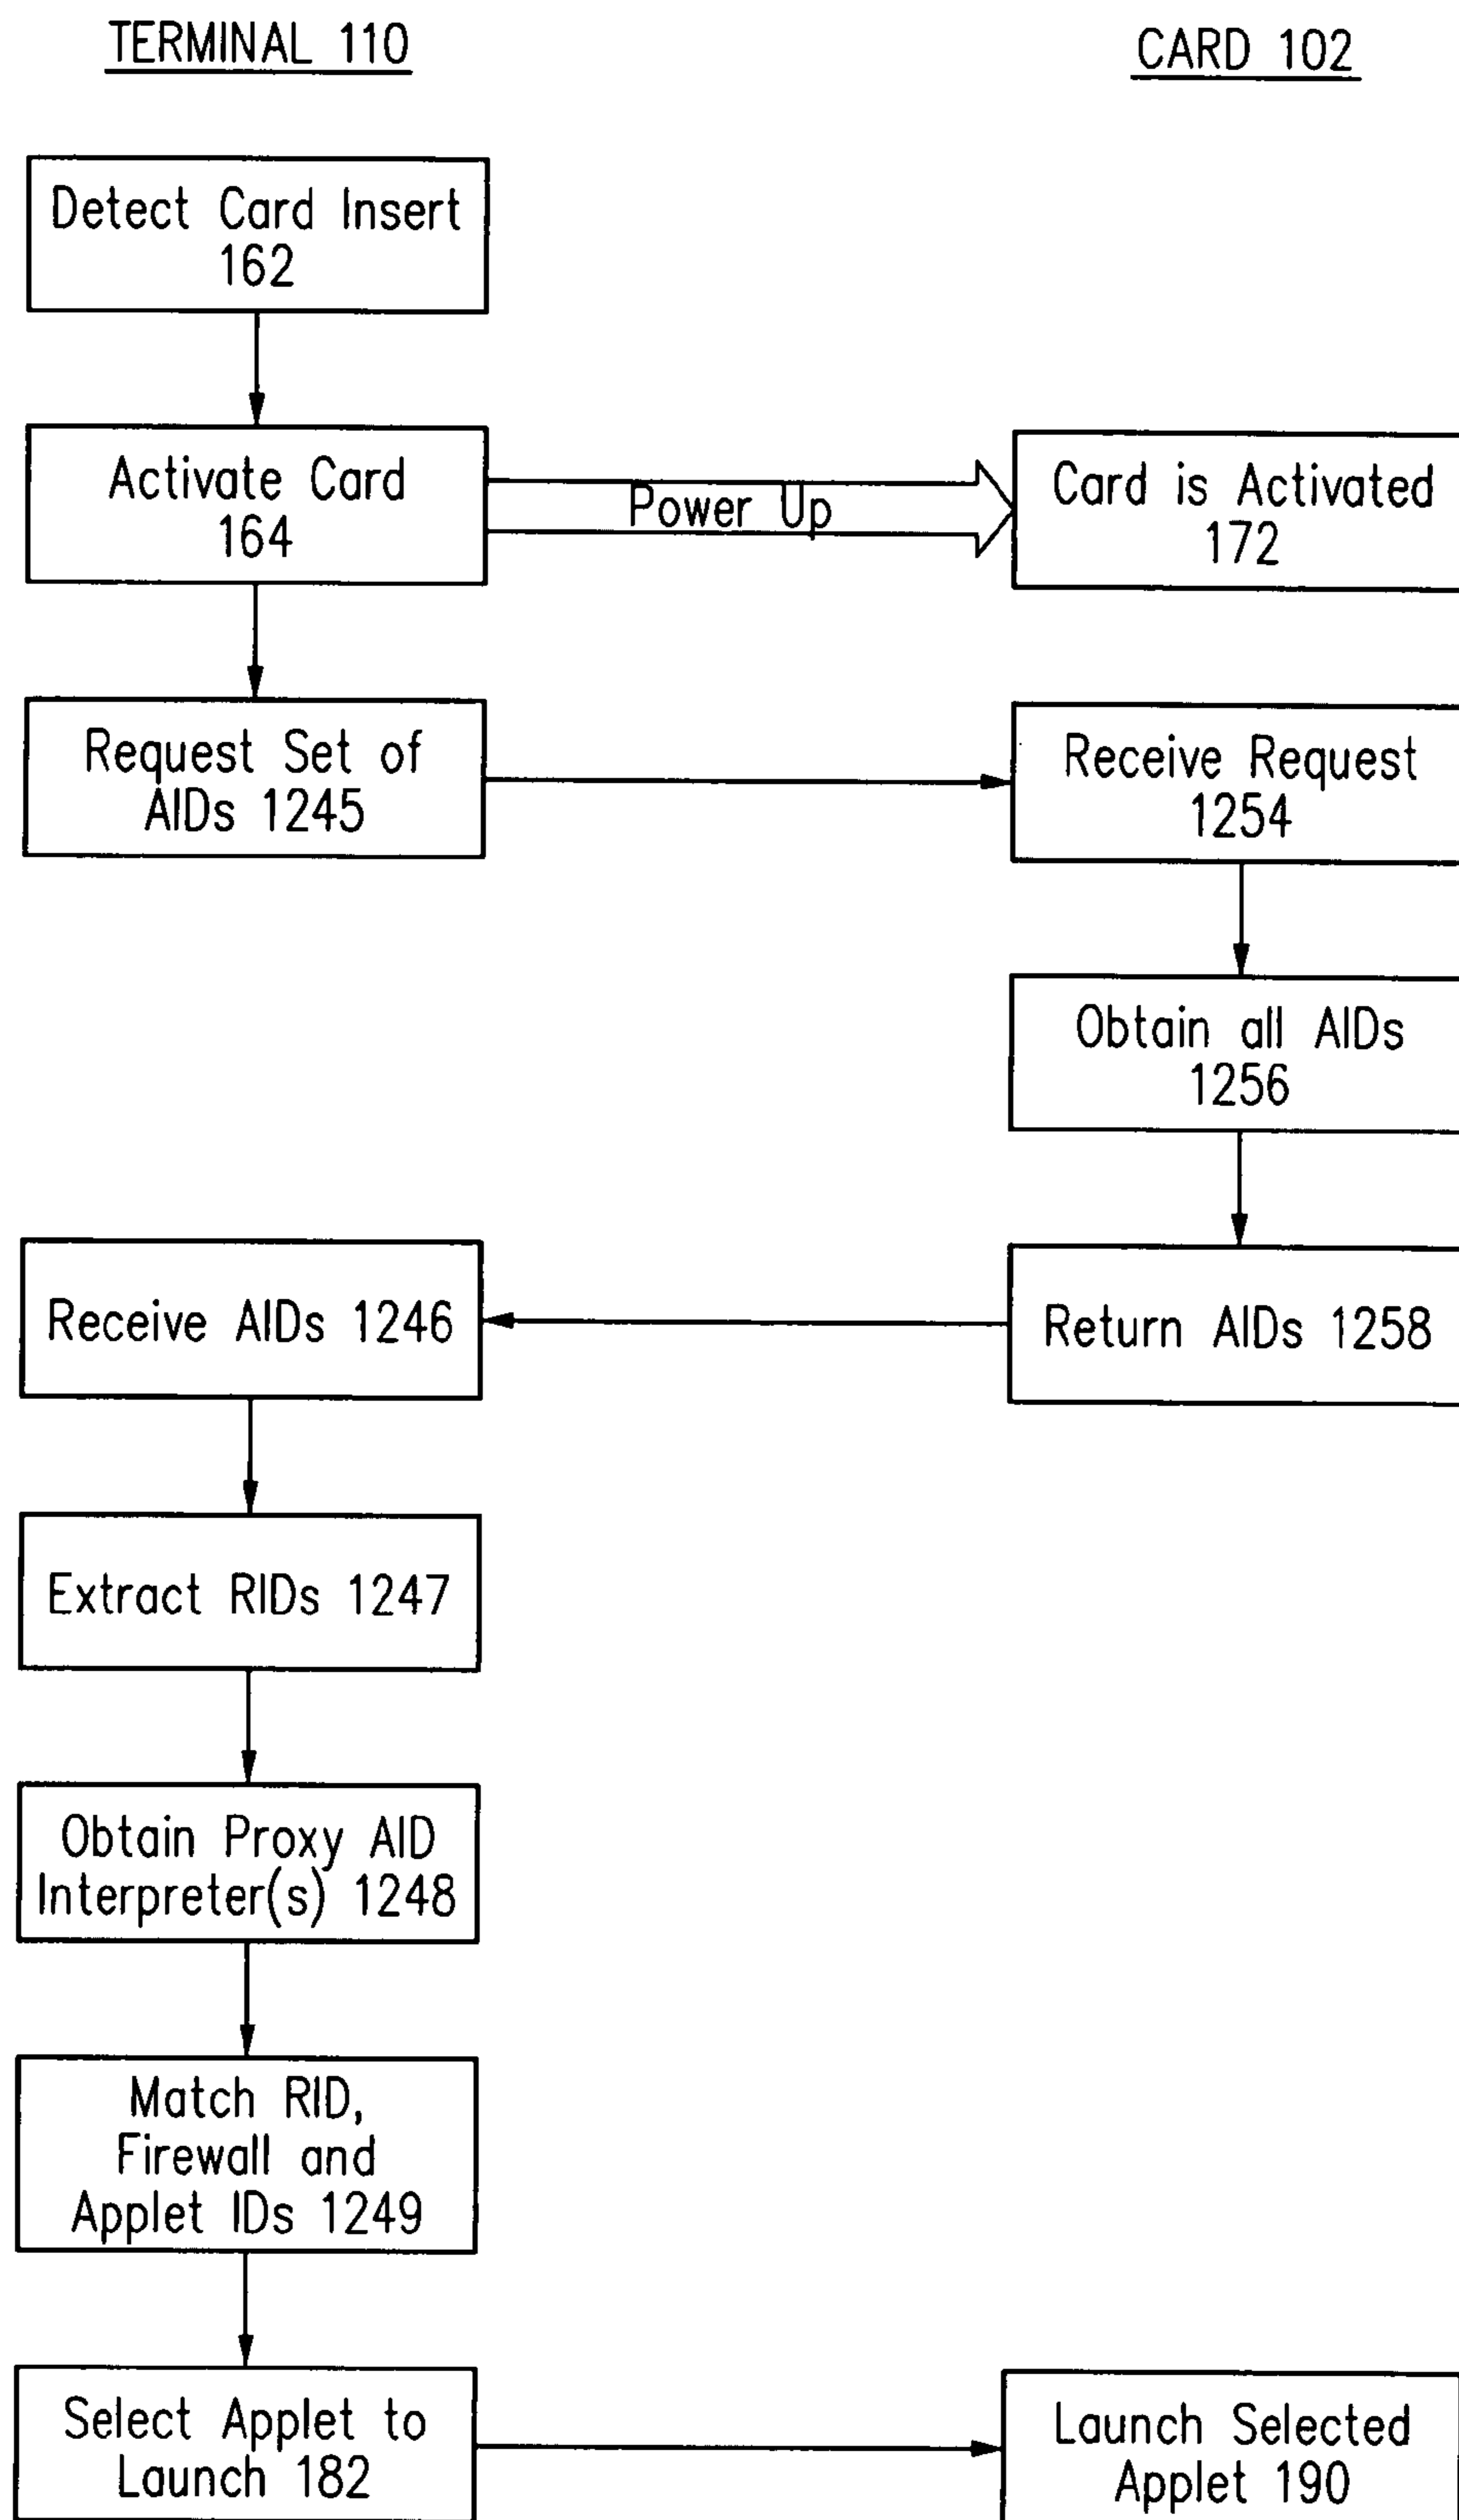 TERMINAL 110
CARD 102
Detect Card Insert
162
Activate Card
164
Power Up
Card is Activated
172
Request Set of
AIDs 1245
Receive Request
1254
Obtain all AIDs
1256
Receive AIDs 1246
Return AIDs 1258
Extract RIDs 1247
Obtain Proxy AID
Interpreter(s) 1248
Match RID,
Firewall and
Applet IDs 1249
Select Applet to
Launch 182
Launch Selected
Applet 190